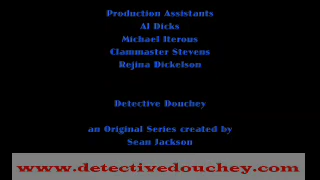 Production Assistants
Al Dicks
Michael Iterous
Clammaster Stevens
Rejina Dickelson
Detective Douchey
an Original Series created by
Sean Jackson
www.detectivedouchey.com